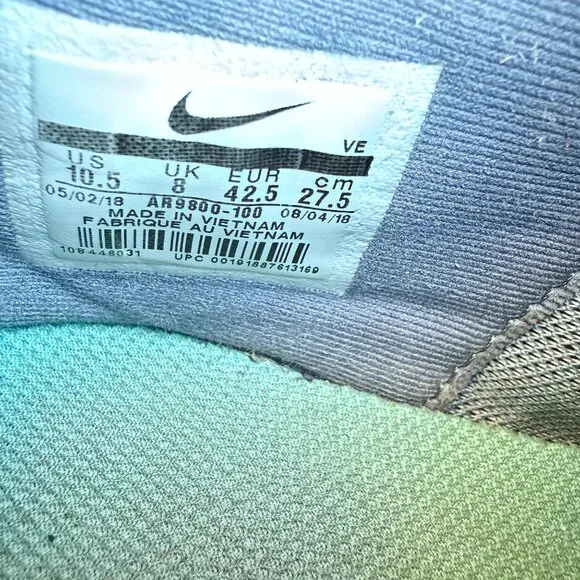 VE
US UK EUR cm
10.5 8 42.5 27.5
05/02/18 AR9800-100 08/04/18
MADE IN VIETNAM
FABRIQUE AU VIETNAM
108446031 UPC 00191887613169